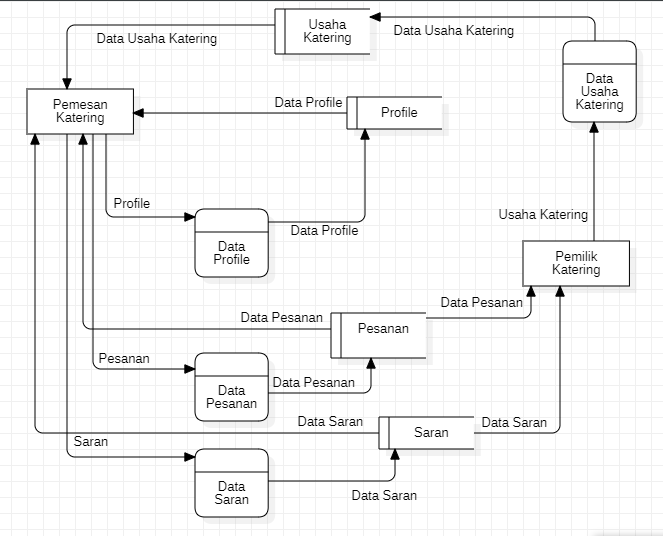 Usaha
Katering
Data Usaha Katering
Data Usaha Katering
Data
Usaha
Katering
Pemesan
Katering
Data Profile
Profile
Profile
Data Profile
Data
Profile
Usaha Katering
Pemilik
Katering
Data Pesanan
Data Pesanan
Pesanan
Pesanan
Data Pesanan
Data
Pesanan
Data Saran
Saran
Data Saran
Saran
Data
Saran
Data Saran